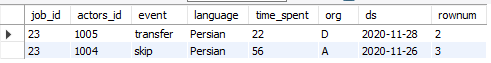 job_id actors_id event language time_spent org ds rownum
23 1005 transfer Persian 22 D 2020-11-28 2
23 1004 skip Persian 56 A 2020-11-26 3